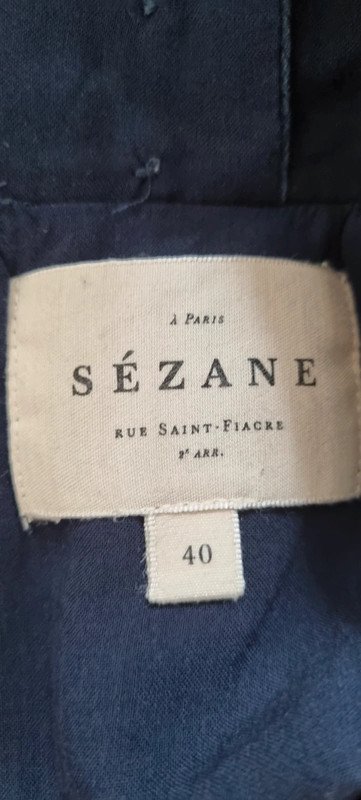 À PARIS
SÉZANE
RUE SAINT-FIACRE
2ᵉ ARR.
40